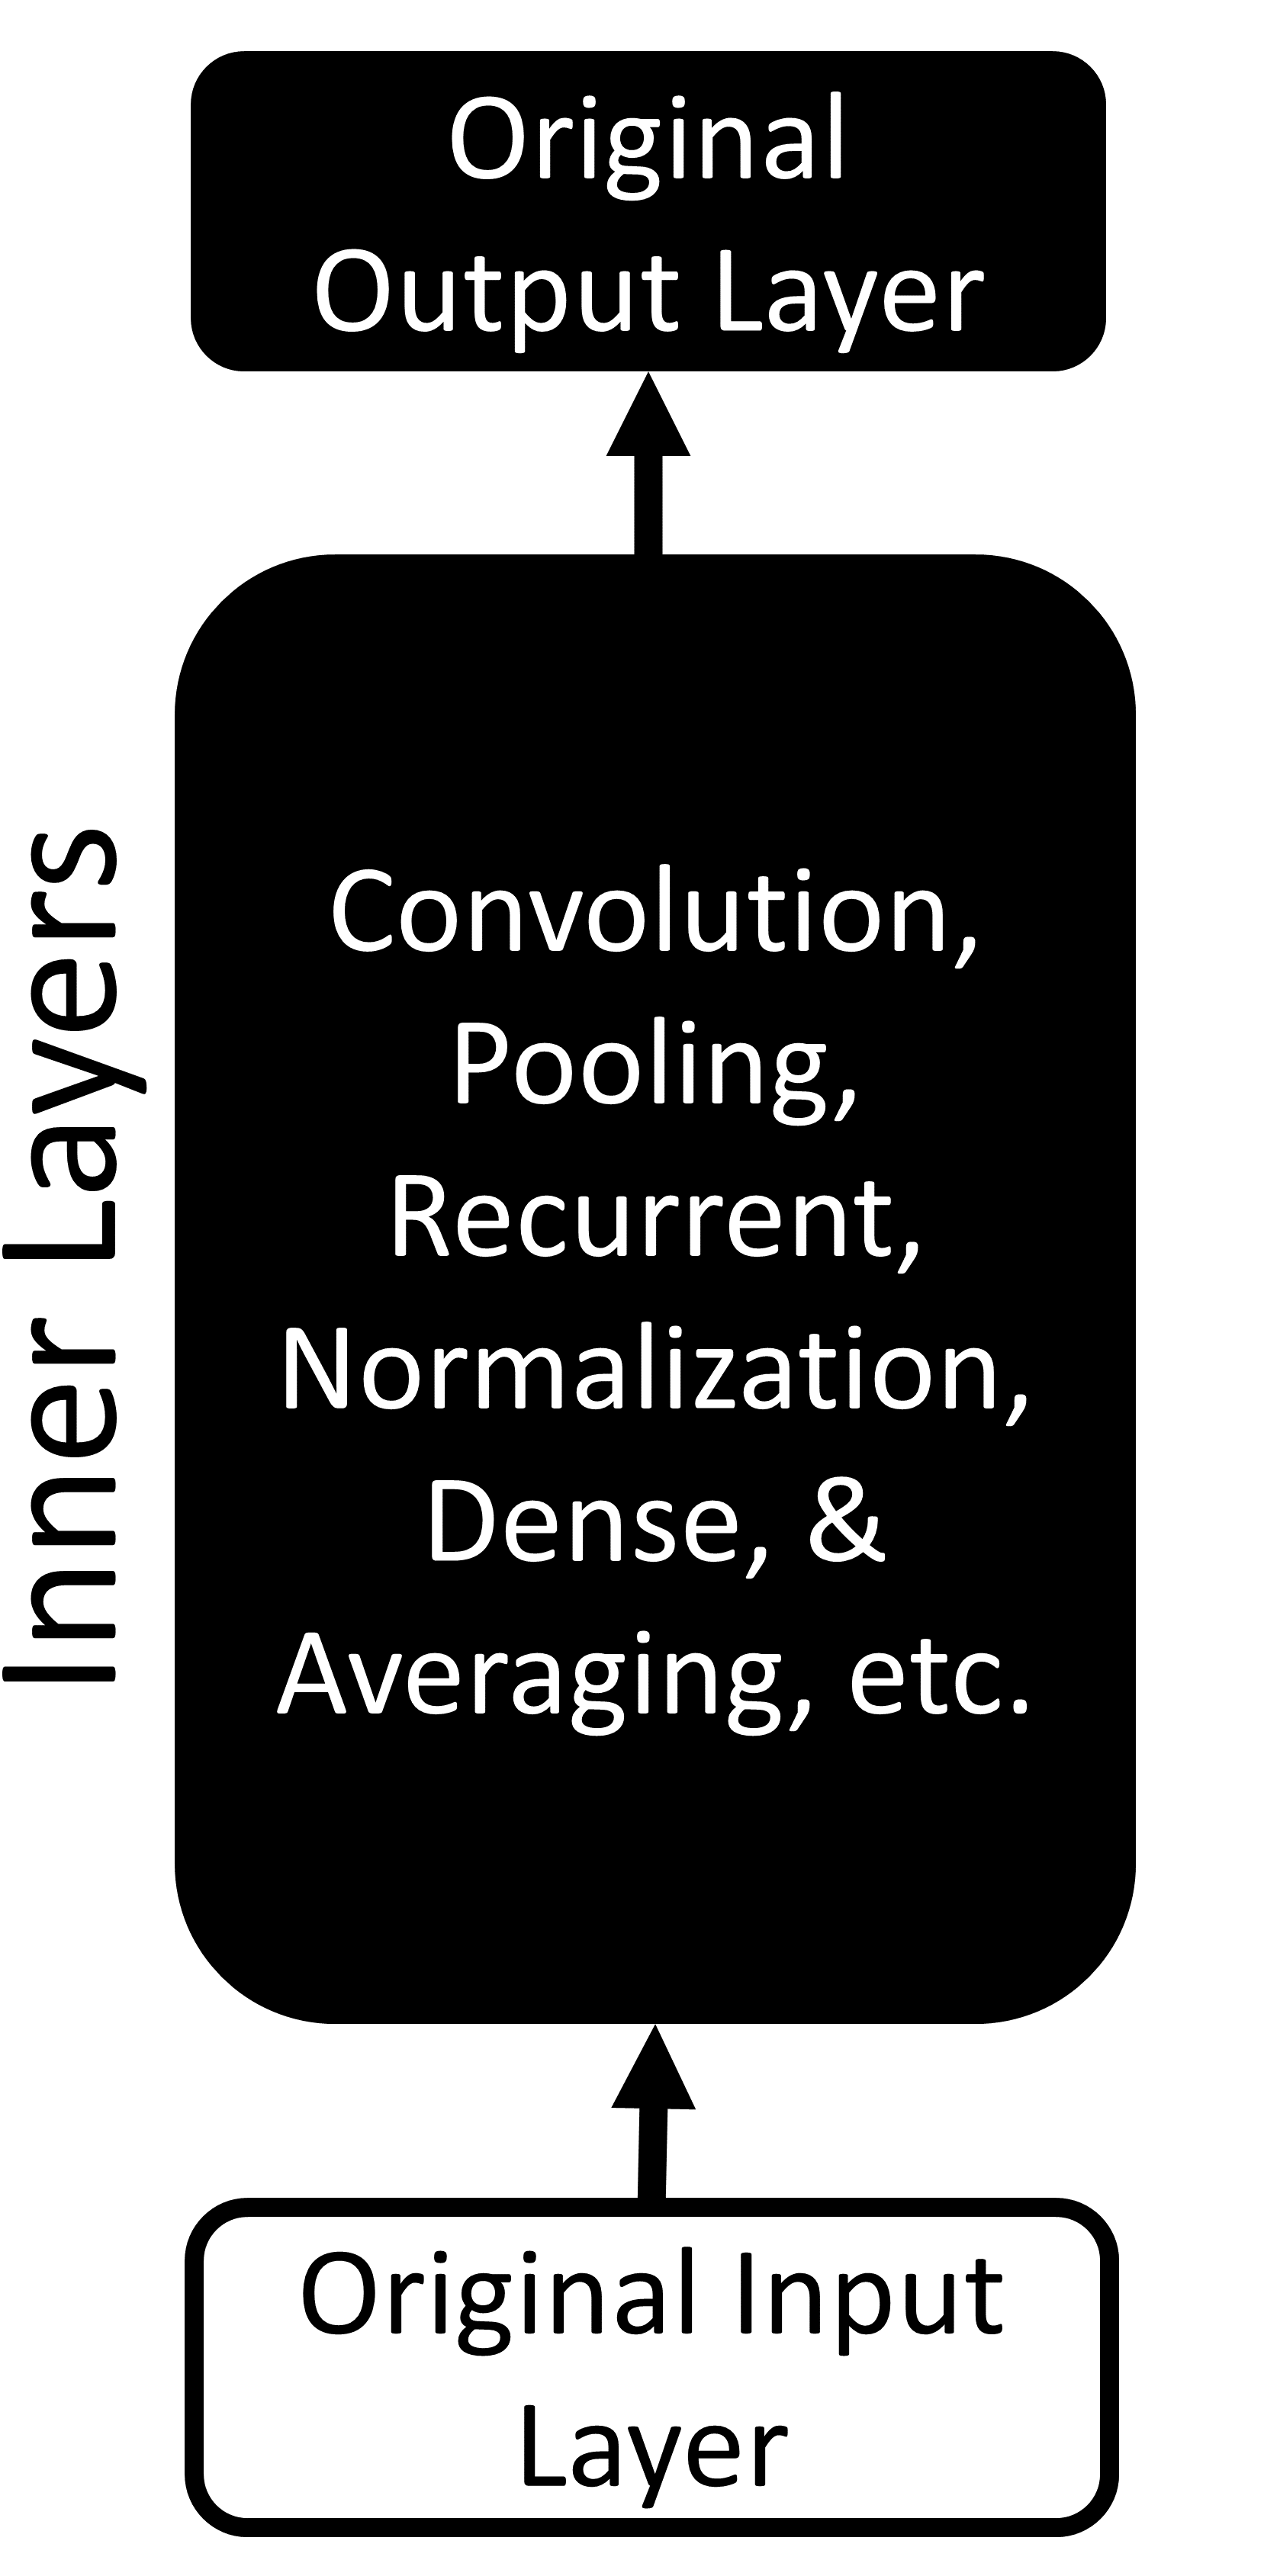 Original
Output Layer
Inner Layers
Convolution,
Pooling,
Recurrent,
Normalization,
Dense, &
Averaging, etc.
Original Input
Layer